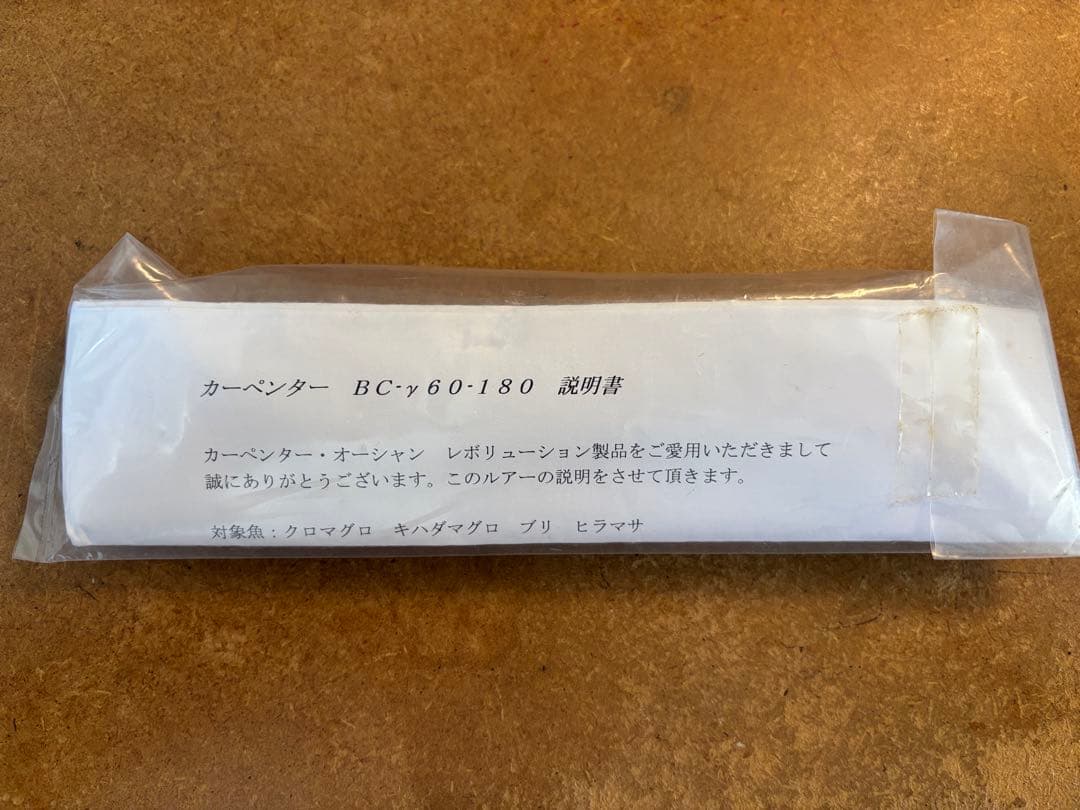 カーペンター　ＢＣ-γ６０-１８０　説明書
カーペンター・オーシャン　レボリューション製品をご愛用いただきまして
誠にありがとうございます。このルアーの説明をさせて頂きます。
対象魚：クロマグロ　キハダマグロ　ブリ　ヒラマサ